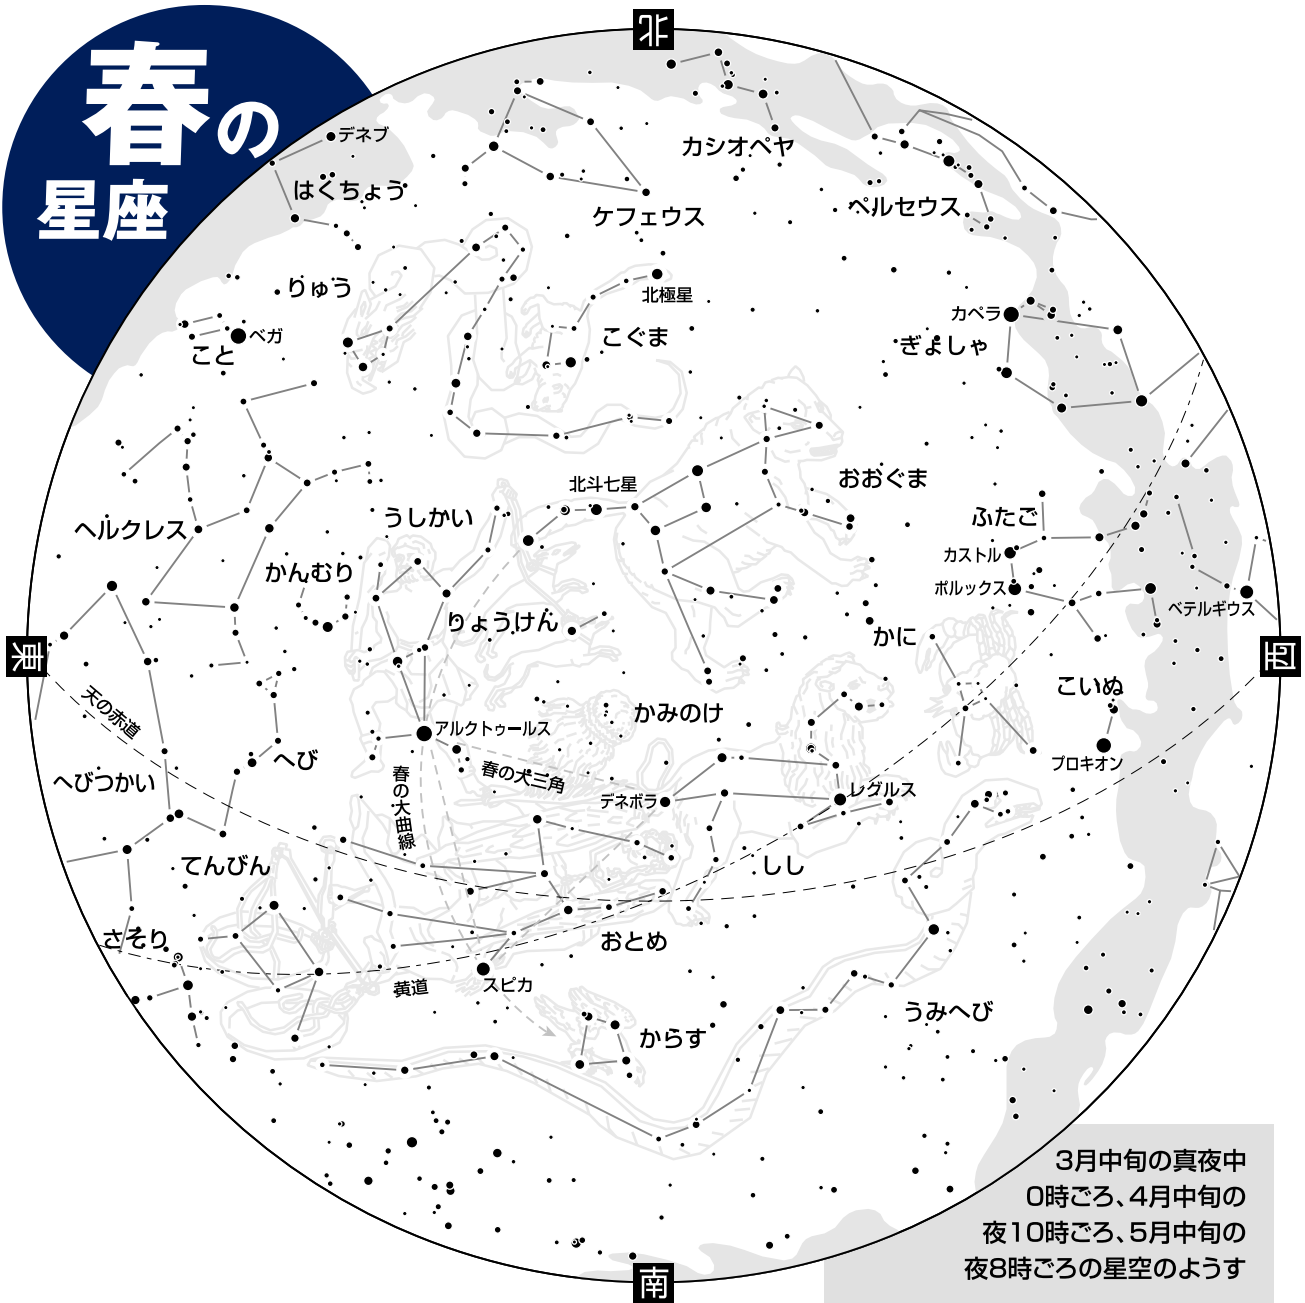 春の
星座
北
デネブ
はくちょう
カシオペヤ
ケフェウス
ペルセウス
りゅう
北極星
カペラ
ベガ
こと
こぐま
ぎょしゃ
北斗七星
おおぐま
うしかい
ふたご
ヘルクレス
カストル
かんむり
ポルックス
ベテルギウス
りょうけん
かに
東
西
天の赤道
こいぬ
かみのけ
アルクトゥールス
へび
プロキオン
へびつかい
春の大三角
春の大曲線
デネボラ
レグルス
てんびん
しし
さそり
おとめ
黄道
スピカ
うみへび
からす
南
3月中旬の真夜中
0時ごろ、4月中旬の
夜10時ごろ、5月中旬の
夜8時ごろの星空のようす